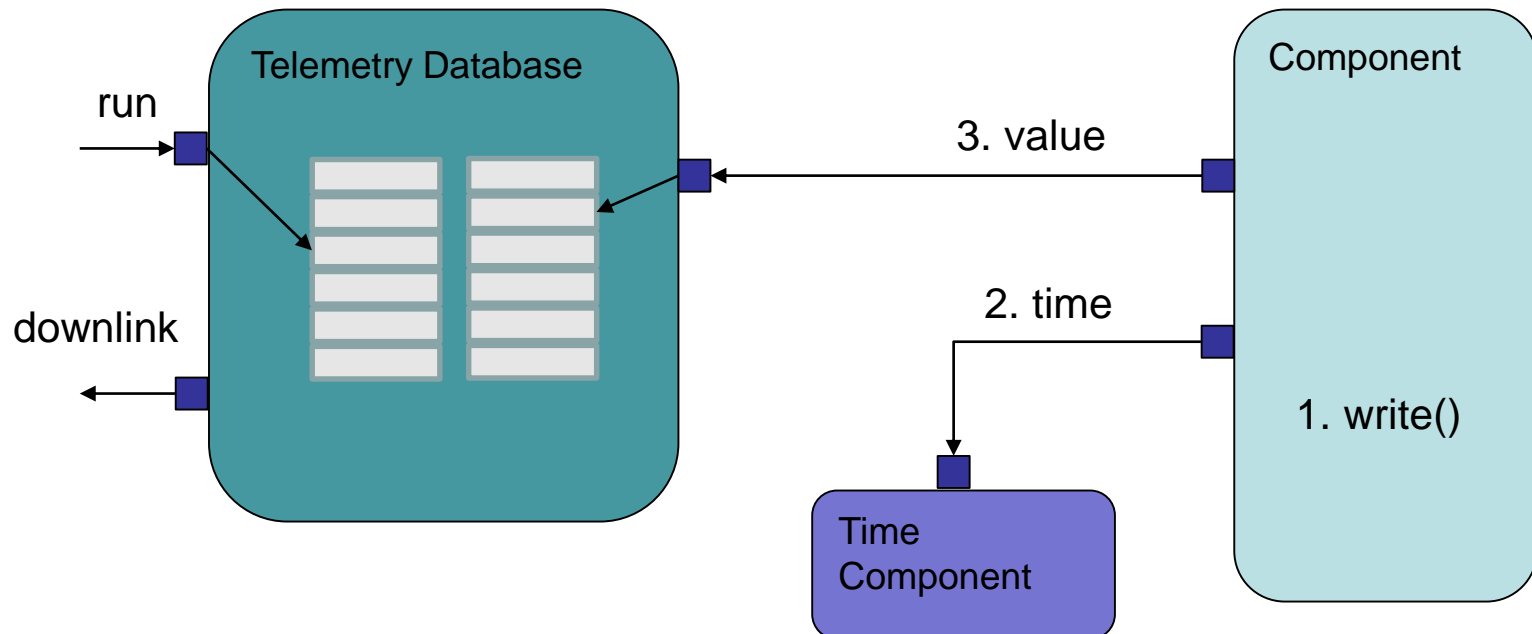 Telemetry Database
Component
run
3. value
2. time
downlink
1. write()
Time
Component